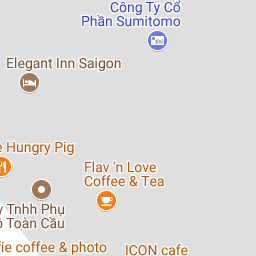 Công Ty Cổ
Phần Sumitomo
Elegant Inn Saigon
Hungry Pig
Flav 'n Love
Coffee & Tea
Tnhh Phụ
Toàn Cầu
coffee & photo
ICON cafe